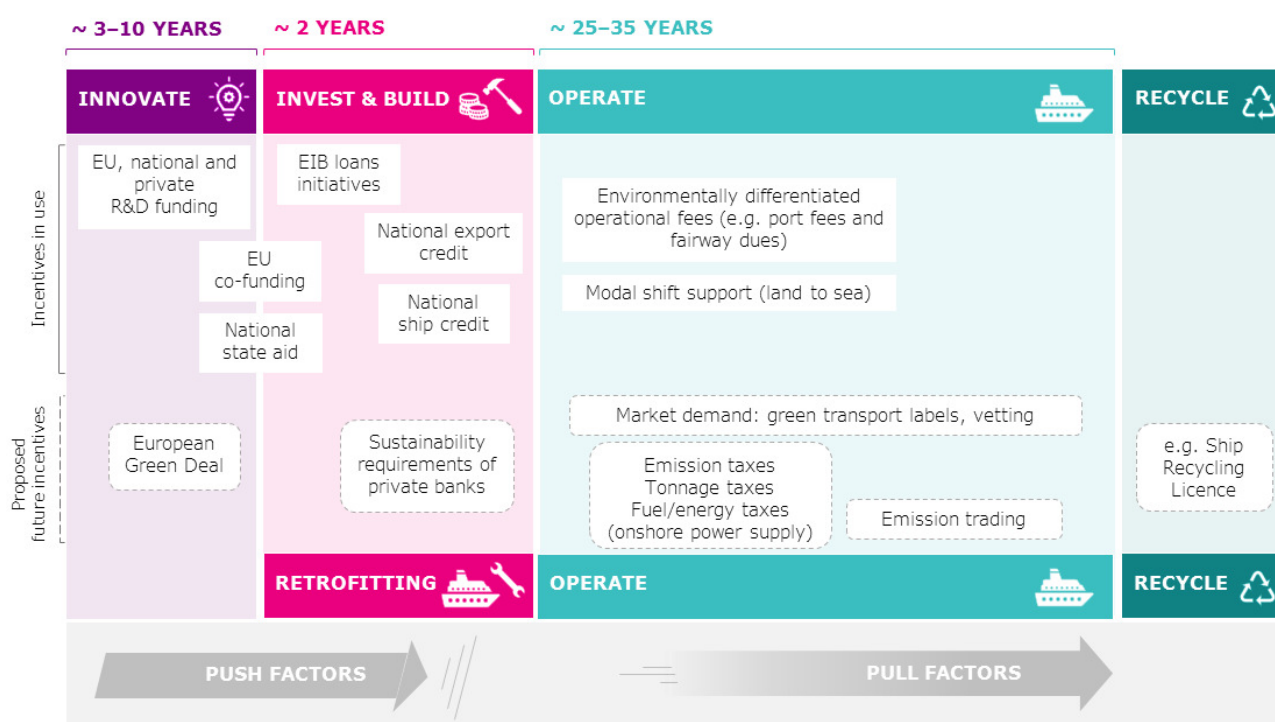 ~ 3–10 YEARS
~ 2 YEARS
~ 25–35 YEARS
INNOVATE
INVEST & BUILD
OPERATE
RECYCLE
Incentives in use
EU, national and
private
R&D funding
EIB loans
initiatives
National export
credit
EU
co-funding
National
ship credit
National
state aid
Environmentally differentiated
operational fees (e.g. port fees and
fairway dues)
Modal shift support (land to sea)
Proposed
future incentives
European
Green Deal
Sustainability
requirements of
private banks
Market demand: green transport labels, vetting
Emission taxes
Tonnage taxes
Fuel/energy taxes
(onshore power supply)
Emission trading
e.g. Ship
Recycling
Licence
RETROFITTING
OPERATE
RECYCLE
PUSH FACTORS
PULL FACTORS